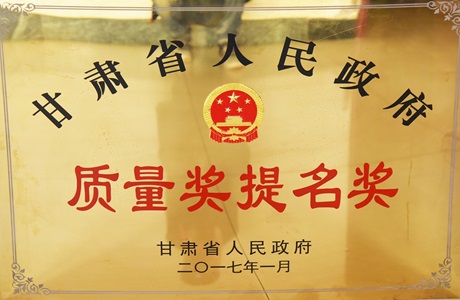 甘肃省人民政府
质量奖提名奖
甘肃省人民政府
二〇一七年一月